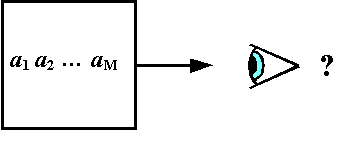 a₁ a₂ ... aM ?